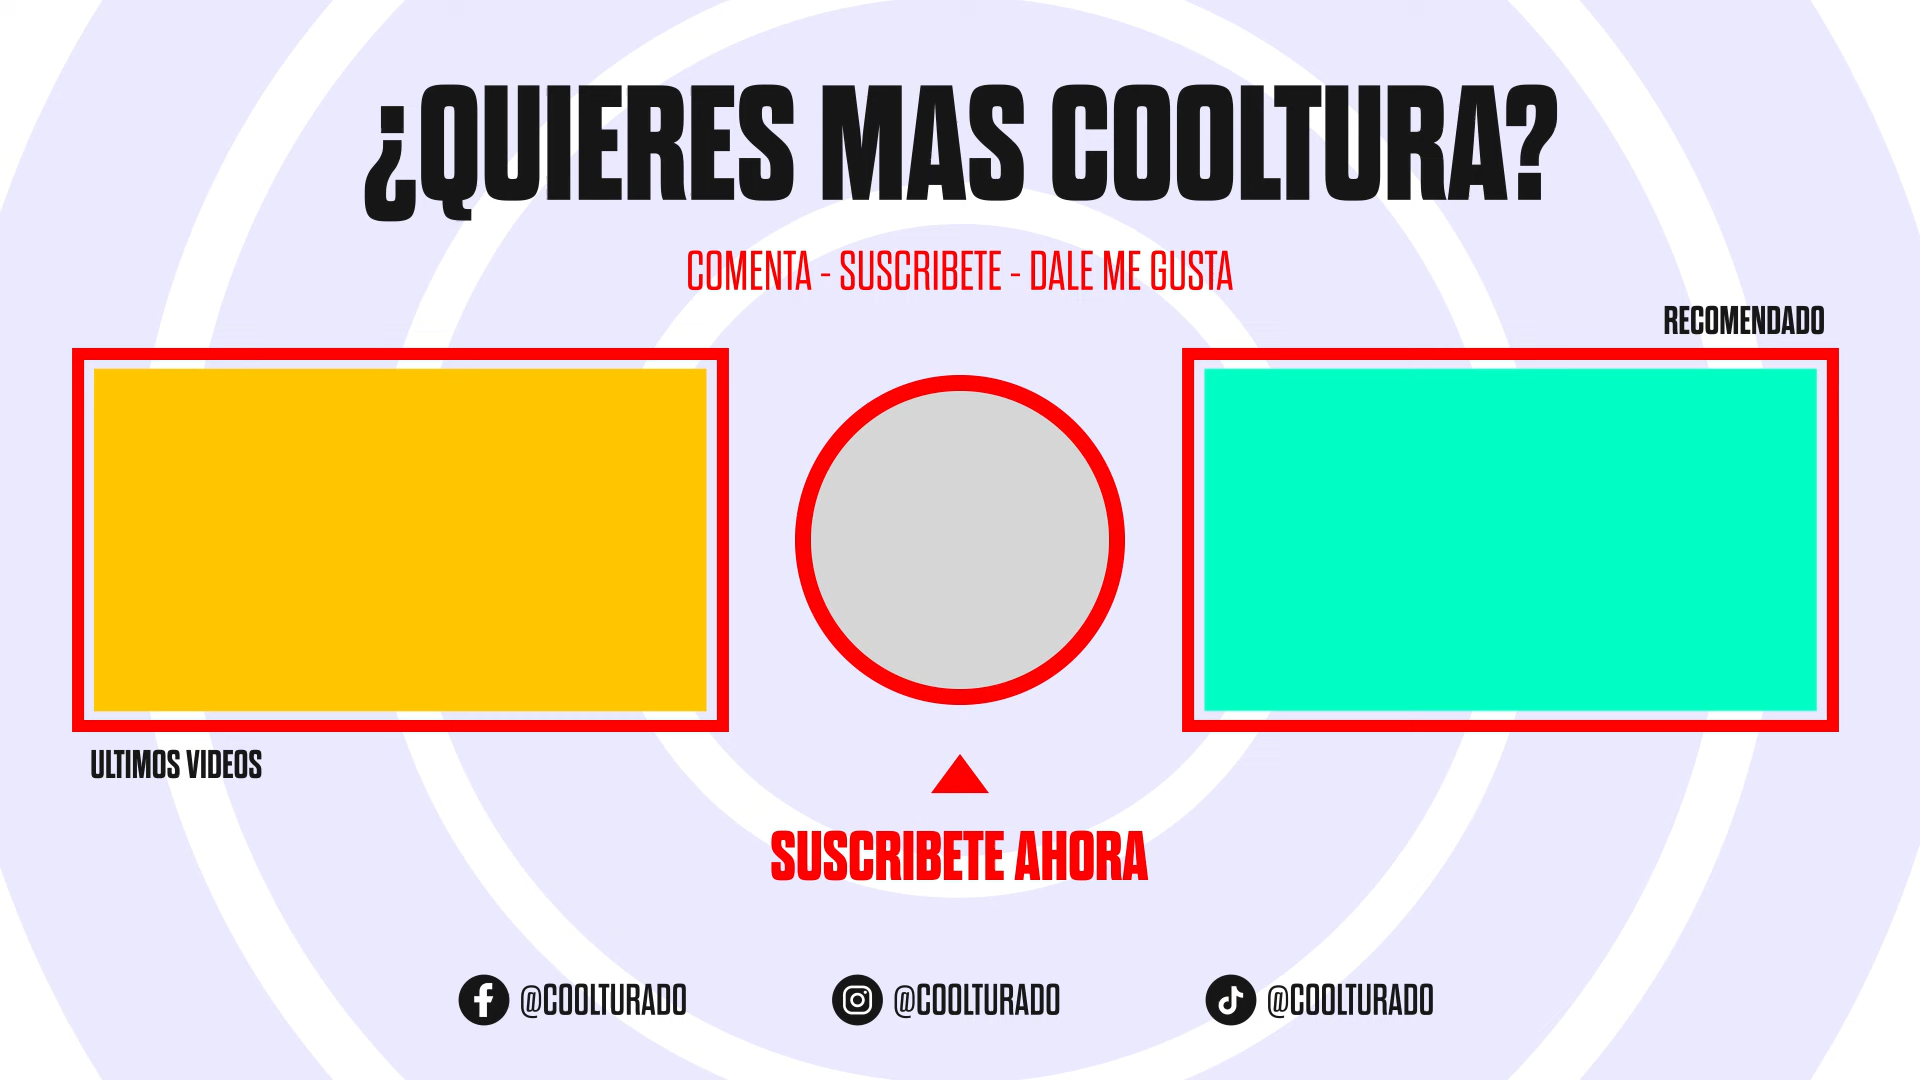 ¿QUIERES MAS COOLTURA?
COMENTA - SUSCRIBETE - DALE ME GUSTA
RECOMENDADO
ULTIMOS VIDEOS
SUSCRIBETE AHORA
@COOLTURADO
@COOLTURADO
@COOLTURADO